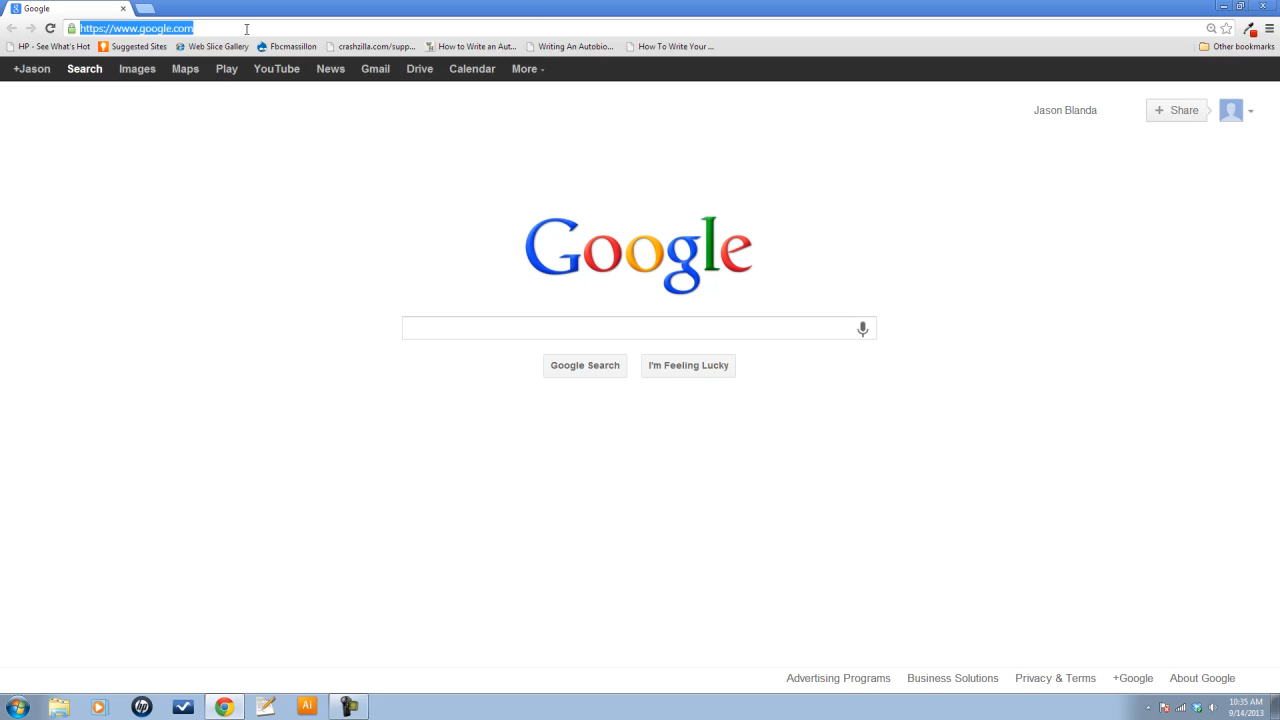 Google
https://www.google.com
HP - See What's Hot Suggested Sites Web Slice Gallery Fbcmassillon crashzilla.com/supp... How to Write an Aut... Writing An Autobio... How To Write Your ... Other bookmarks
+Jason Search Images Maps Play YouTube News Gmail Drive Calendar More
Jason Blanda + Share
Google
Google Search I'm Feeling Lucky
Advertising Programs Business Solutions Privacy & Terms +Google About Google
hp Ai 10:35 AM
9/14/2013